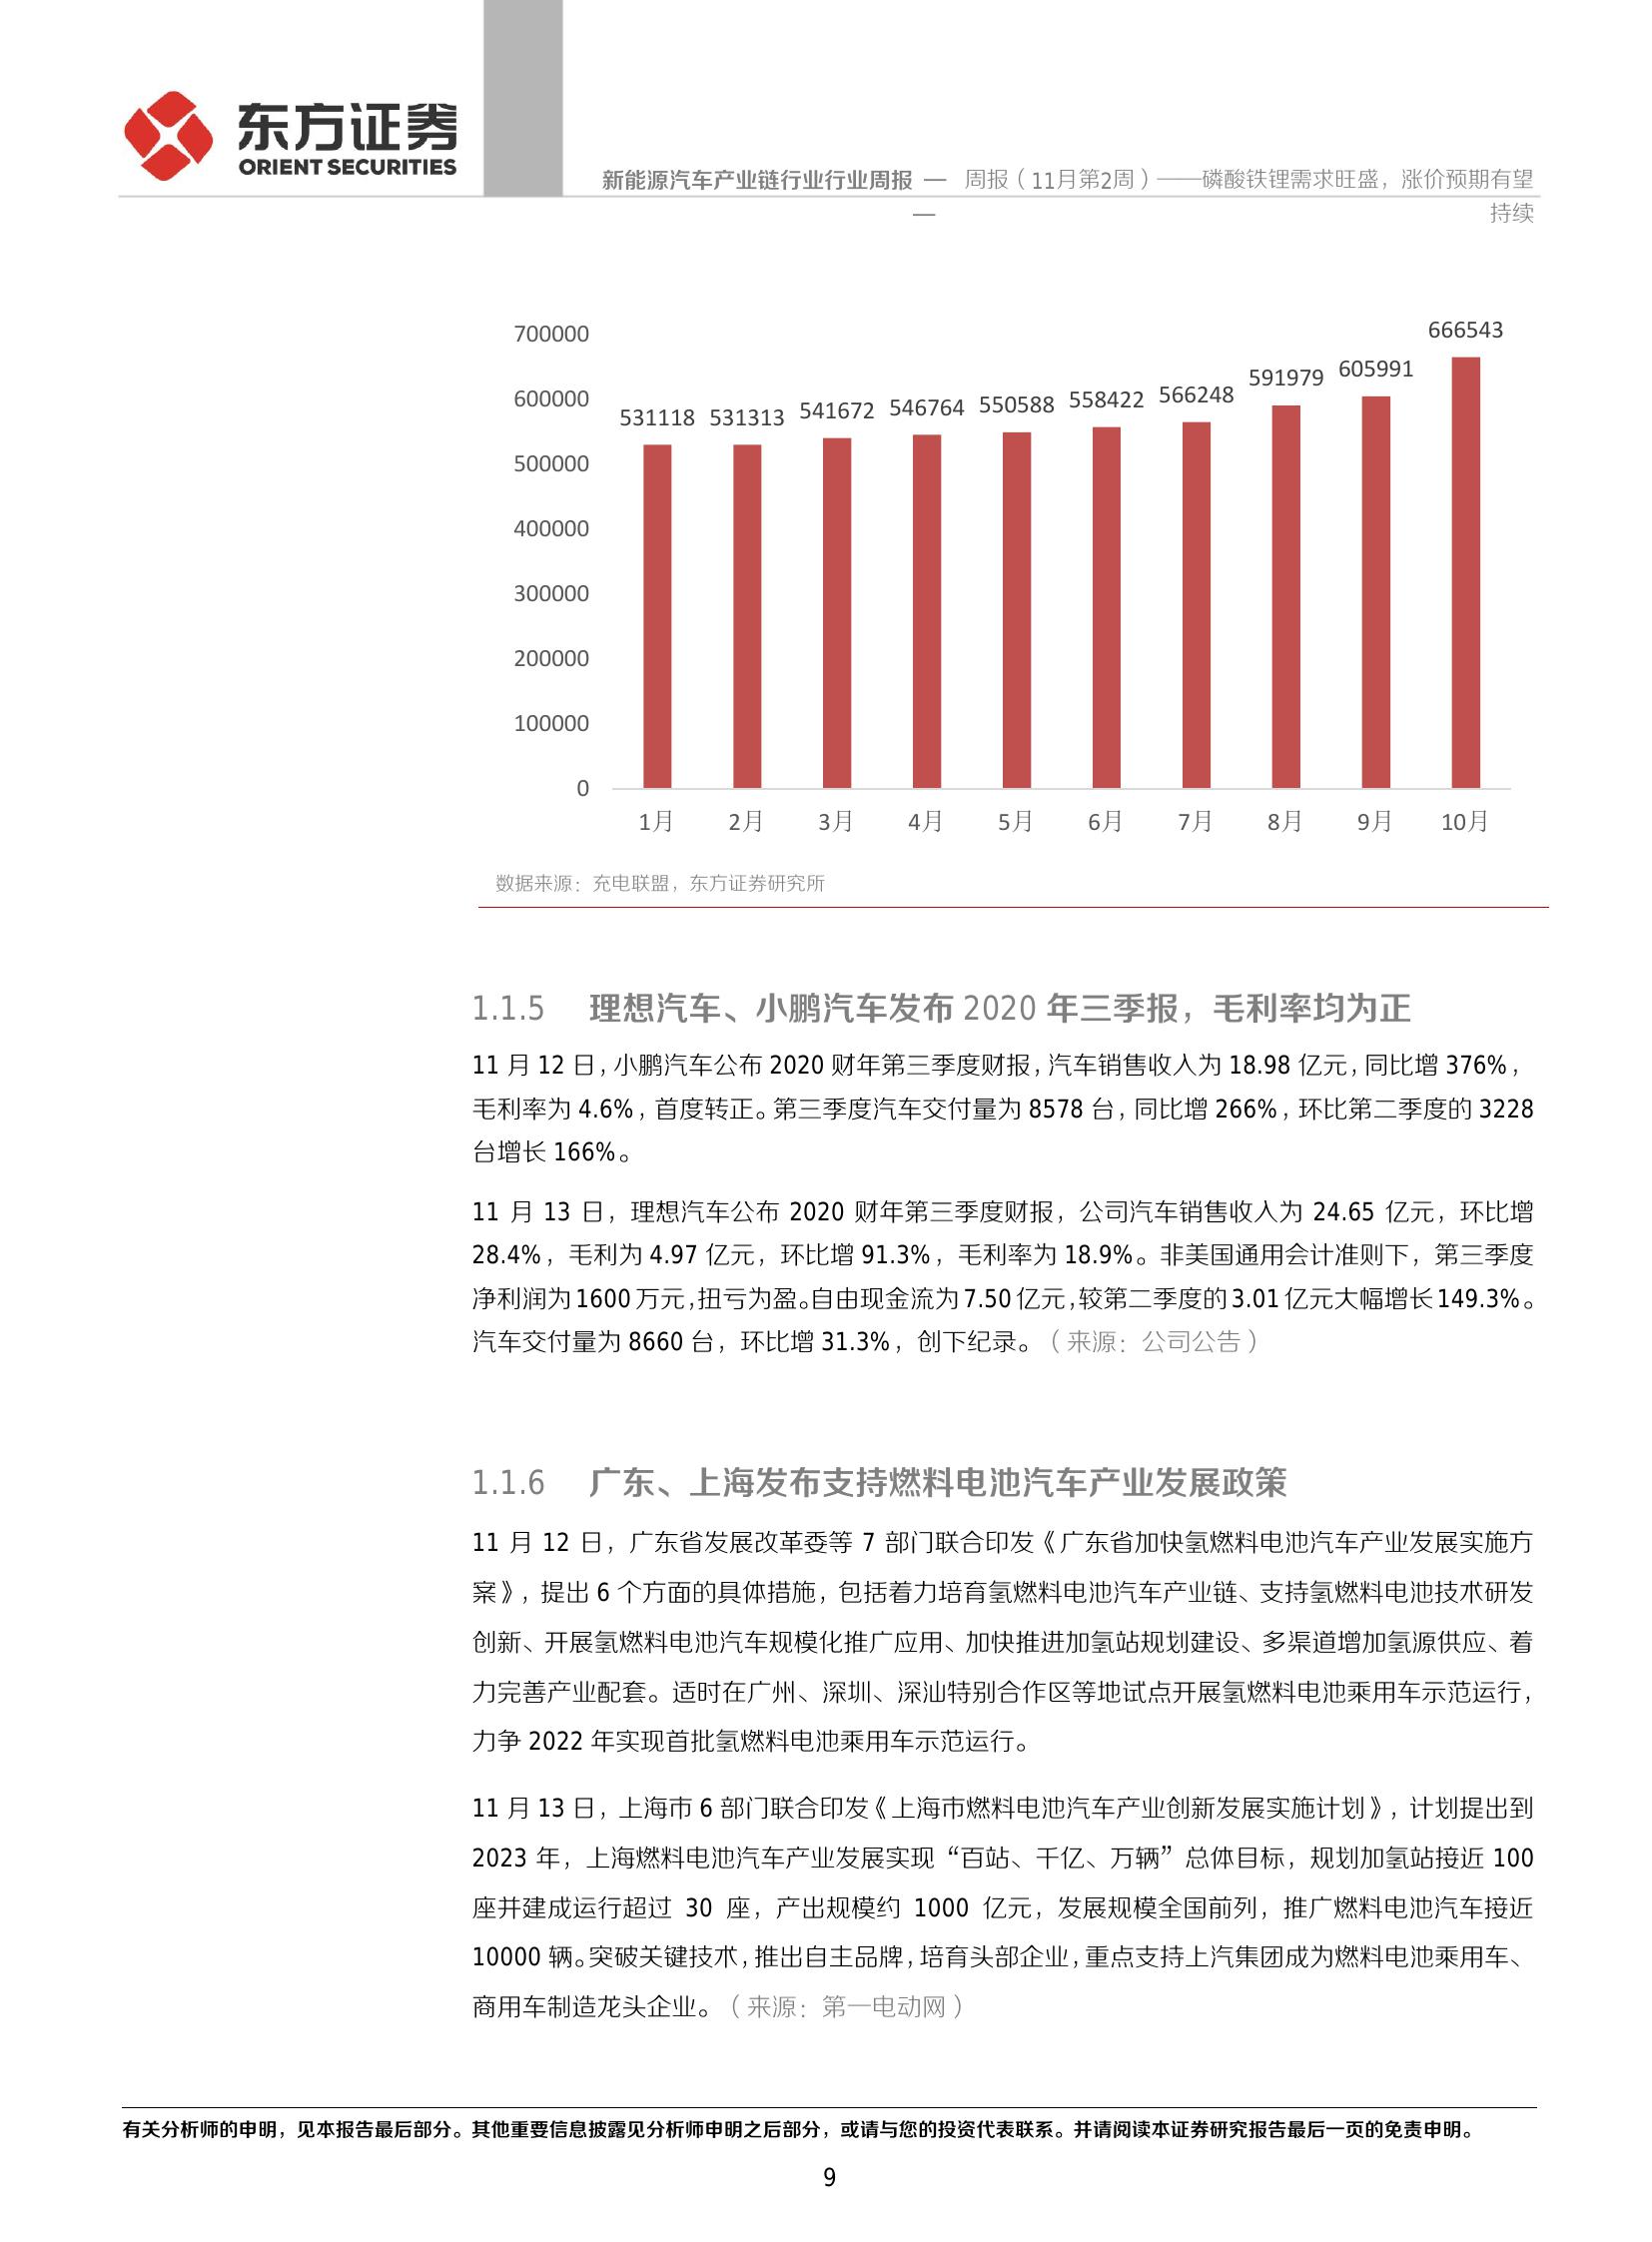 东方证券
ORIENT SECURITIES
新能源汽车产业链行业行业周报 —— 周报（11月第2周）——磷酸铁锂需求旺盛，涨价预期有望
持续
700000
600000
500000
400000
300000
200000
100000
0
531118 531313 541672 546764 550588 558422 566248 591979 605991 666543
1月 2月 3月 4月 5月 6月 7月 8月 9月 10月
数据来源：充电联盟，东方证券研究所
1.1.5 理想汽车、小鹏汽车发布 2020 年三季报，毛利率均为正
11 月 12 日，小鹏汽车公布 2020 财年第三季度财报，汽车销售收入为 18.98 亿元，同比增 376%，
毛利率为 4.6%，首度转正。第三季度汽车交付量为 8578 台，同比增 266%，环比第二季度的 3228
台增长 166%。
11 月 13 日，理想汽车公布 2020 财年第三季度财报，公司汽车销售收入为 24.65 亿元，环比增
28.4%，毛利为 4.97 亿元，环比增 91.3%，毛利率为 18.9%。非美国通用会计准则下，第三季度
净利润为 1600 万元，扭亏为盈。自由现金流为 7.50 亿元，较第二季度的 3.01 亿元大幅增长 149.3%。
汽车交付量为 8660 台，环比增 31.3%，创下纪录。（来源：公司公告）
1.1.6 广东、上海发布支持燃料电池汽车产业发展政策
11 月 12 日，广东省发展改革委等 7 部门联合印发《广东省加快氢燃料电池汽车产业发展实施方
案》，提出 6 个方面的具体措施，包括着力培育氢燃料电池汽车产业链、支持氢燃料电池技术研发
创新、开展氢燃料电池汽车规模化推广应用、加快推进加氢站规划建设、多渠道增加氢源供应、着
力完善产业配套。适时在广州、深圳、深汕特别合作区等地试点开展氢燃料电池乘用车示范运行，
力争 2022 年实现首批氢燃料电池乘用车示范运行。
11 月 13 日，上海市 6 部门联合印发《上海市燃料电池汽车产业创新发展实施计划》，计划提出到
2023 年，上海燃料电池汽车产业发展实现“百站、千亿、万辆”总体目标，规划加氢站接近 100
座并建成运行超过 30 座，产出规模约 1000 亿元，发展规模全国前列，推广燃料电池汽车接近
10000 辆。突破关键技术，推出自主品牌，培育头部企业，重点支持上汽集团成为燃料电池乘用车、
商用车制造龙头企业。（来源：第一电动网）
有关分析师的申明，见本报告最后部分。其他重要信息披露见分析师申明之后部分，或请与您的投资代表联系。并请阅读本证券研究报告最后一页的免责申明。
9